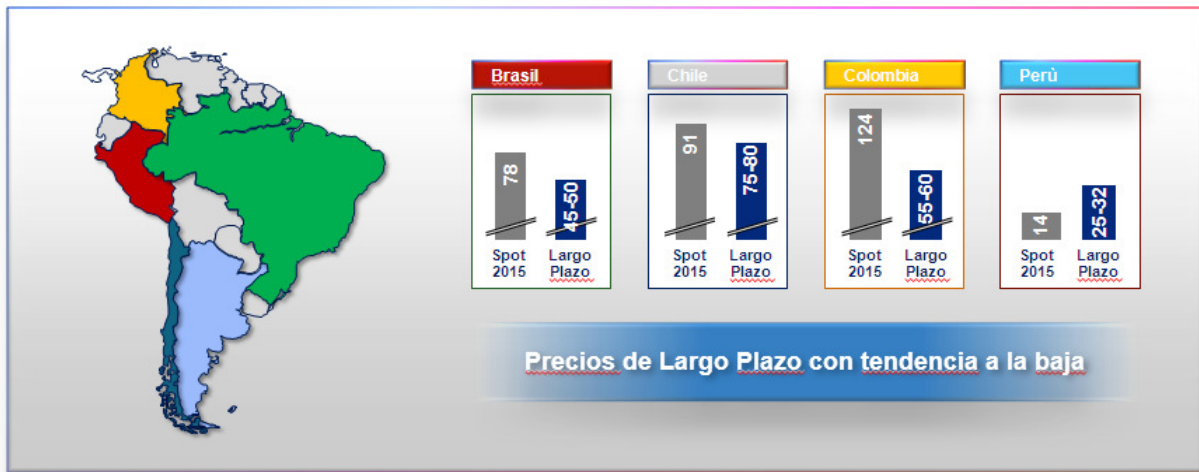 Brasil
78
45-50
Spot
2015
Largo
Plazo
Chile
91
75-80
Spot
2015
Largo
Plazo
Colombia
124
55-60
Spot
2015
Largo
Plazo
Perù
14
25-32
Spot
2015
Largo
Plazo
Precios de Largo Plazo con tendencia a la baja